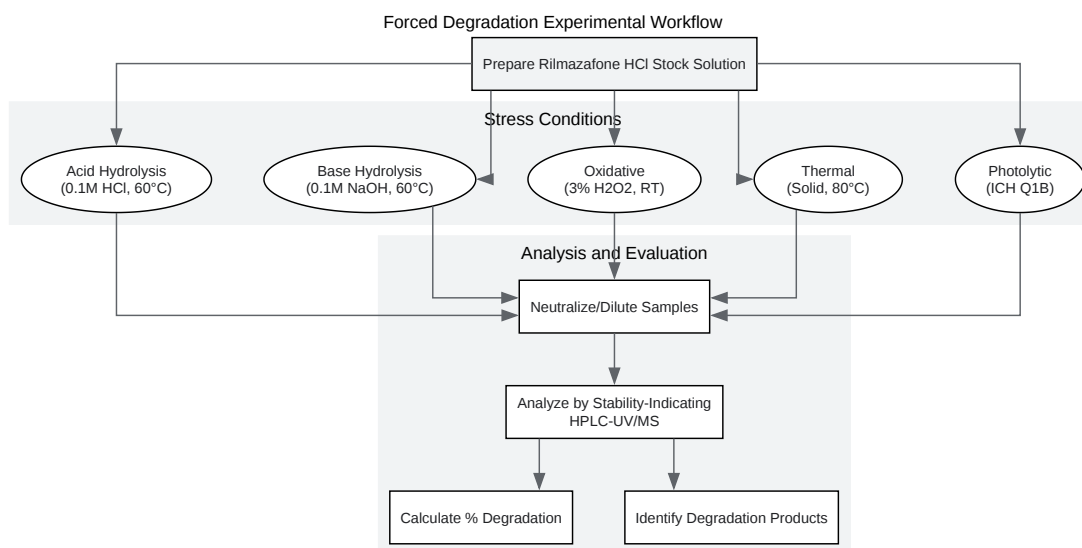 Forced Degradation Experimental Workflow
Prepare Rilmazafone HCl Stock Solution
Stress Conditions
Acid Hydrolysis
(0.1M HCl, 60°C)
Base Hydrolysis
(0.1M NaOH, 60°C)
Oxidative
(3% H2O2, RT)
Thermal
(Solid, 80°C)
Photolytic
(ICH Q1B)
Analysis and Evaluation
Neutralize/Dilute Samples
Analyze by Stability-Indicating
HPLC-UV/MS
Calculate % Degradation
Identify Degradation Products